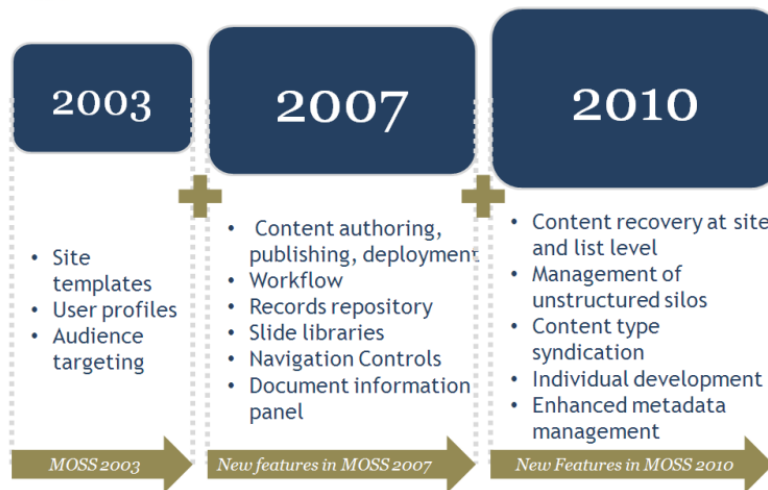 2003
• Site
templates
• User profiles
• Audience
targeting
MOSS 2003
2007
• Content authoring,
publishing, deployment
• Workflow
• Records repository
• Slide libraries
• Navigation Controls
• Document information
panel
New features in MOSS 2007
2010
• Content recovery at site
and list level
• Management of
unstructured silos
• Content type
syndication
• Individual development
• Enhanced metadata
management
New Features in MOSS 2010